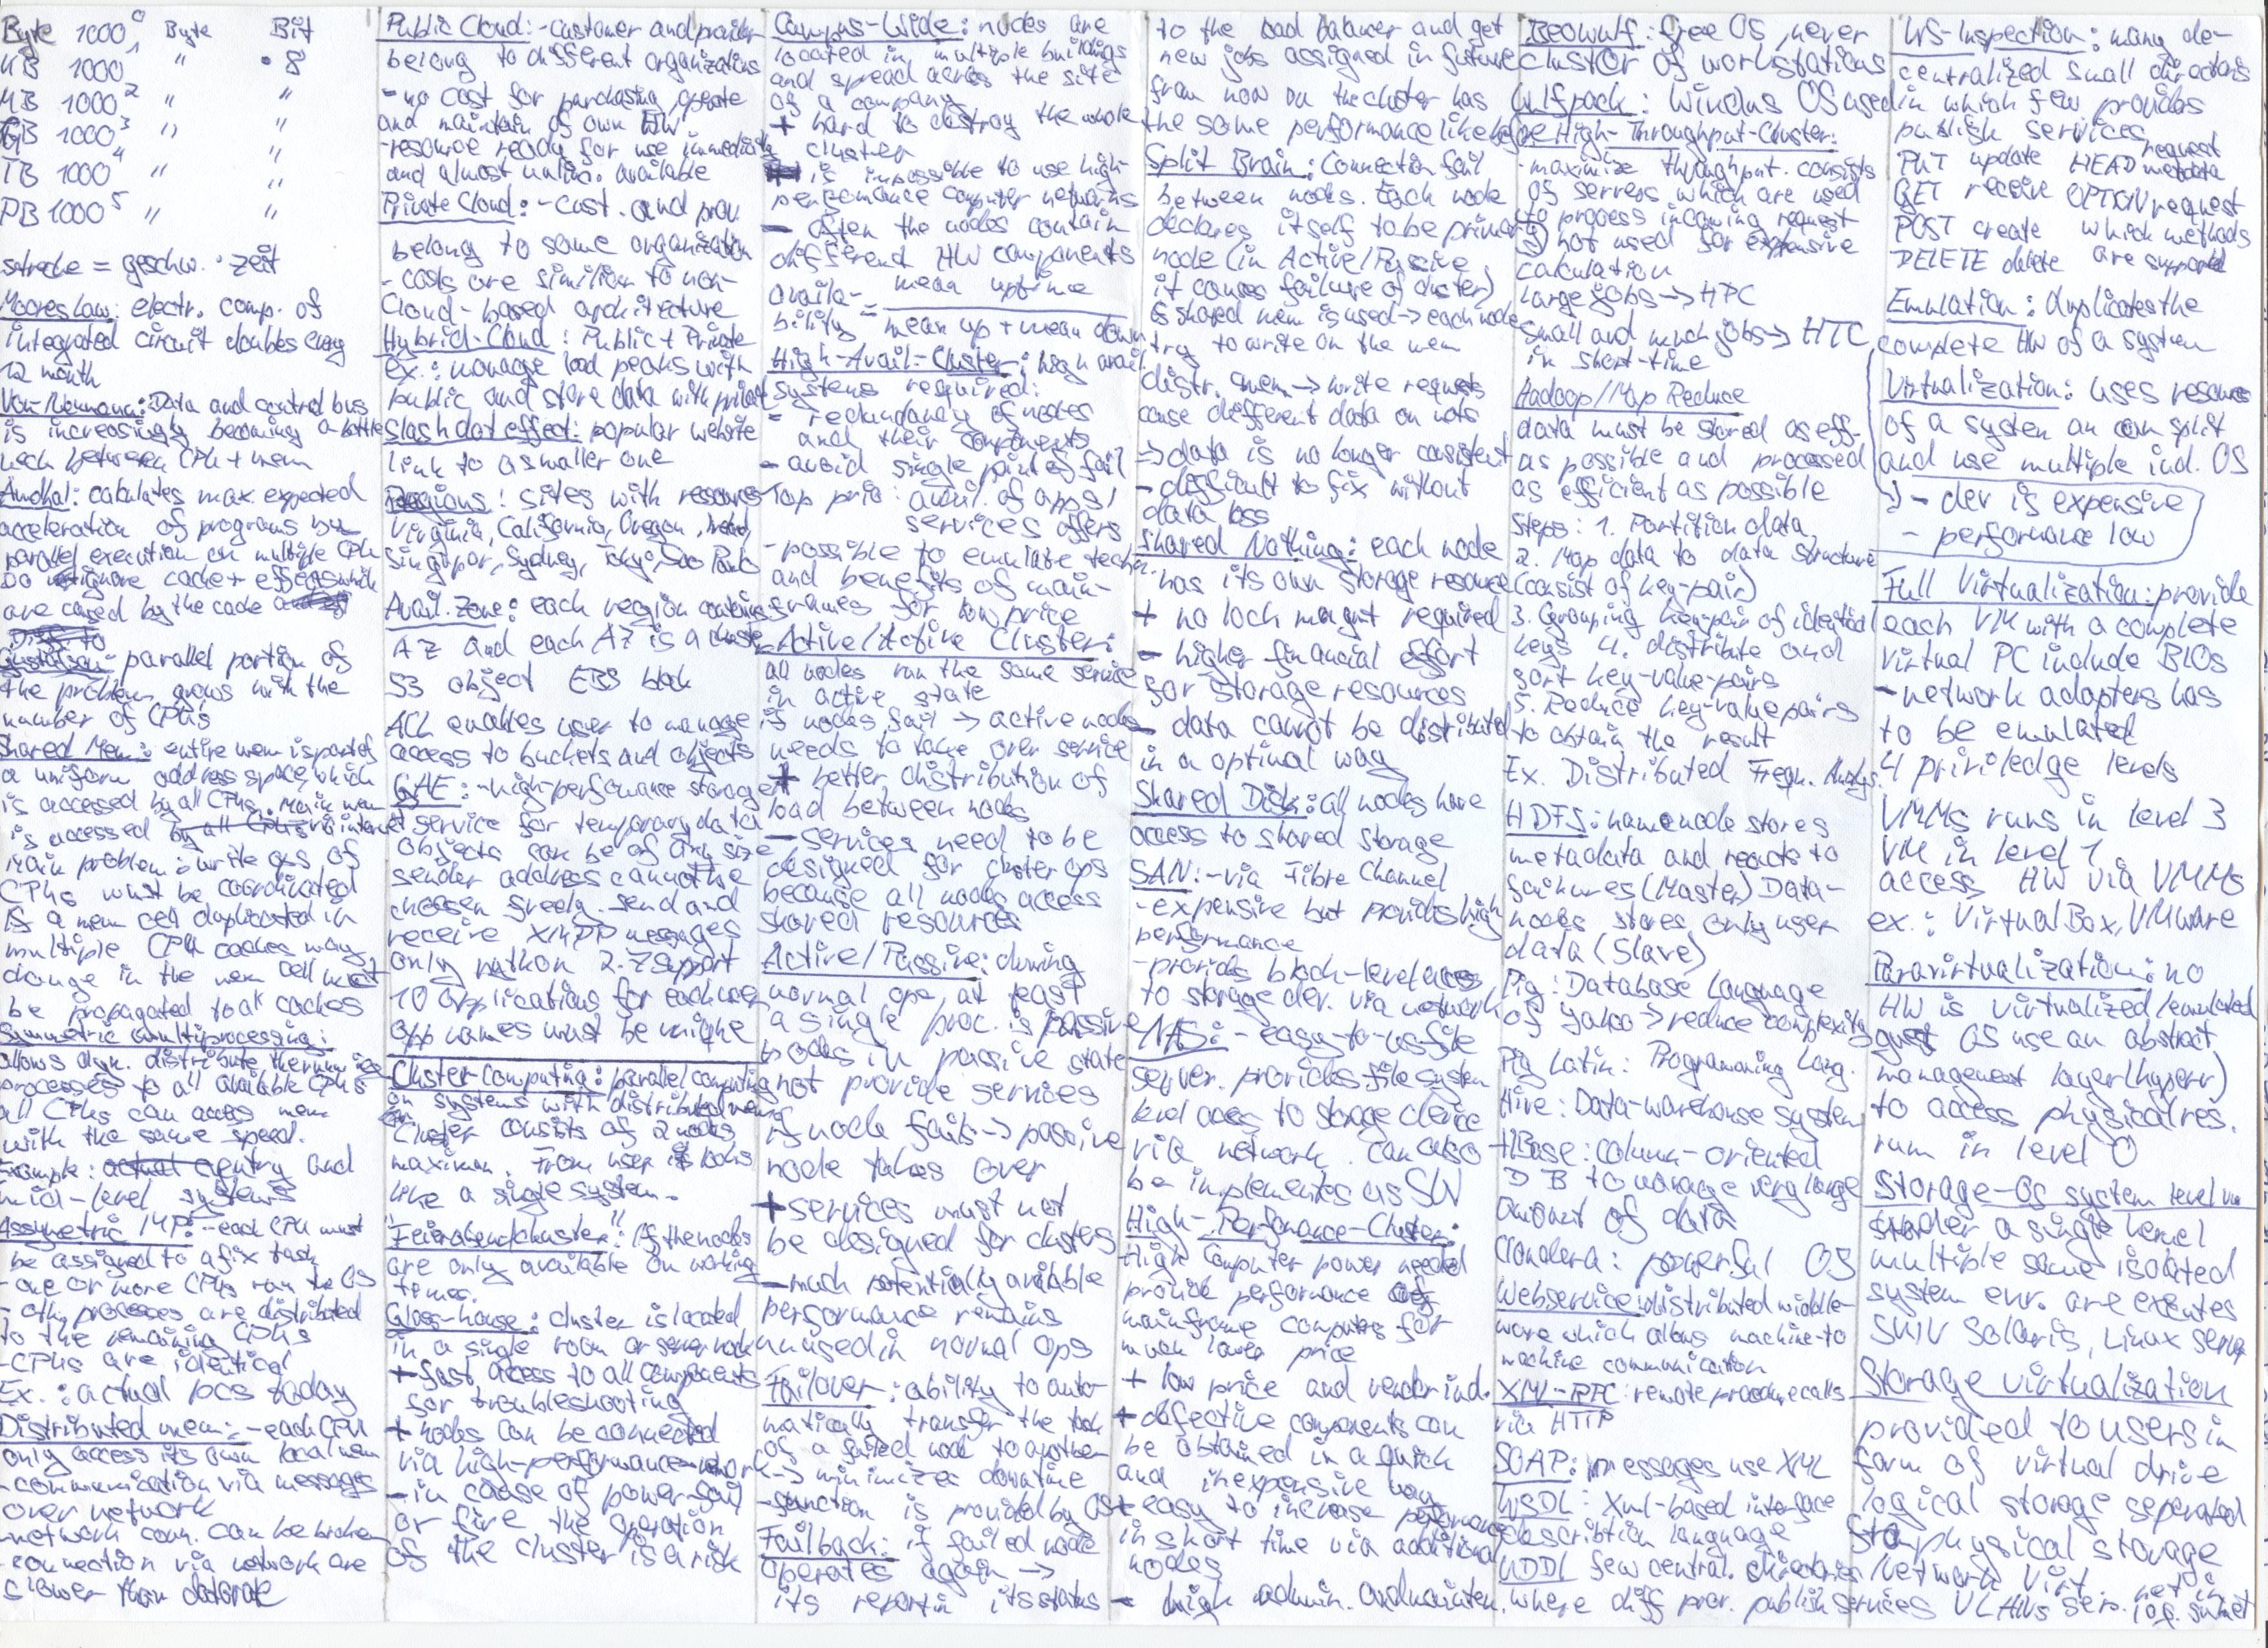 Byte 1000^0 Byte Bit
KB 1000^1 " • 8
MB 1000^2 " "
GB 1000^3 " "
TB 1000^4 " "
PB 1000^5 " "
strecke = geschw. · zeit
Moores Law: electr. comp. of
integrated circuit doubles every
12 month
Von-Neumann: Data and control bus
is increasingly becoming a bottle
neck between CPU + mem
Amdhal: calculates max. expected
acceleration of programs by
parallel execution on multiple CPUs
Do ignore cache + effects which
are caused by the cache
Gustafson: parallel portion of
the problem grows with the
number of CPUs
Shared Mem: entire mem is part of
a uniform address space, which
is accessed by all CPUs. Main mem
is accessed by all CPUs via
Main problem: write ops of
CPUs must be coordinated
If a mem cell duplicated in
multiple CPU caches may
change in the mem cell must
be propagated to all caches
Symmetric multiprocessing:
allows dyn. distribute the running
processes to all available CPUs
all CPUs can access mem
with the same speed.
Example: actual entry and
mid-level systems
Assymetric MP: - each CPU must
be assigned to a fix task
- one or more CPUs run the OS
- oth. processes are distributed
to the remaining CPUs
- CPUs are identical
Ex.: actual pcs today
Distributed mem: - each CPU
only access its own local mem
- communication via messages
over network
- network conn. can be broken
- connection via network are
slower than datarate
Public Cloud: - customer and provider
belong to different organizations
- no cost for purchasing, operate
and maintain of own HW
- resource ready for use immediate
and almost unlim. available
Private Cloud: - cust. and prov.
belong to same organization
- costs are similiar to non-
Cloud-based architecture
Hybrid-Cloud: Public + Private
ex.: manage load peaks with
public and store data with privat
Slash dot effect: popular website
link to a smaller one
Regions: sites with resources
Virginia, California, Oregon, Ireland,
Singapor, Sydney, Tokyo, Sao Paulo
Avail. Zone: each region contains
AZ and each AZ is a cluster
S3 object EBS block
ACL enables user to manage
access to buckets and objects
GAE: - high-performance storage
service for temporary data
objects can be of any size
sender address cannot be
choosen freely. send and
receive XMPP messages
only python 2.7 support
10 applications for each user
app names must be unique
Cluster-Computing: parallel computing
on systems with distributed mem
Cluster consists of 2 nodes
maximum. From user it looks
like a single system.
"Feierabendcluster": If the nodes
are only available on working
times.
Glass-house: cluster is located
in a single room or server rack
+ fast access to all components
for troubleshooting
+ nodes can be connected
via high-performance-network
- in cause of power-fail
or fire the operation
of the cluster is a risk
Campus-Wide: nodes are
located in multiple buildings
and spread across the site
of a company
+ hard to destroy the whole
cluster
- is impossible to use high-
performance computer networks
- often the nodes contain
different HW components
availa- = mean uptime
bility mean up + mean down
High-Avail-Cluster: high avail.
systems required:
- redundancy of nodes
and their components
- avoid single point of fail
Top prio: avail. of apps/
services offers
- possible to emulate tech
and benefits of main-
frames for low price
Active/Active Cluster:
all nodes run the same service
in active state
if nodes fail -> active nodes
needs to take over service
+ better distribution of
load between nodes
- services need to be
designed for cluster ops
because all nodes access
shared resources
Active/Passive: during
normal ops, at least
a single proc. is passive
nodes in passive state
not provide services
if node fails -> passive
node takes over
+ services must not
be designed for clusters
- much potentially available
performance remains
unused in normal ops
Failover: ability to auto-
matically transfer the task
of a failed node to another
-> minimizes downtime
- function is provided by OS
Failback: if failed node
operates again ->
its report in its status
to the load balancer and get
new jobs assigned in future
from now on the cluster has
the same performance like before
Split Brain: Connection fail
between nodes. Each node
declares itself to be primary
node (in Active/Passive
it causes failure of cluster)
If shared mem is used -> each node
try to write on the mem
distr. mem -> write requests
cause different data on nods
=> data is no longer consistent
- difficult to fix without
data loss
Shared Nothing: each node
has its own storage resource
+ no lock mangt required
- higher financial effort
for storage resources
- data cannot be distributed
in a optimal way
Shared Disk: all nodes have
access to shared storage
SAN: - via Fibre Channel
- expensive but provids high
performance
- provids block-level access
to storage dev. via network
NAS: - easy-to-use file
server. provides file system
level access to storage device
via network. can also
be implementes as SW
High-Perfomance-Cluster:
High Computer power needed
provide performance of
mainframe computers for
much lower price
+ low price and vendor ind.
+ defective components can
be obtained in a quick
and inexpensive way
+ easy to increase performance
in short time via additional
nodes
- high admin. and mainten.
Beowulf: free OS, never
cluster of workstations
Wulfpack: Windows OS used
High-Throughput-Cluster:
- maximize throughput. consists
of servers which are used
to process incoming request
=> not used for expensive
calculation
Large jobs -> HPC
Small and much jobs -> HTC
in short-time
Hadoop/Map Reduce
data must be stored as eff.
as possible and processed
as efficient as possible
Steps: 1. Partition data,
2. Map data to data structure
(consist of key-pair)
3. Grouping key-pair of identical
keys 4. distribute and
sort key-value-pairs
5. Reduce key-value pairs
to obtain the result
Ex. Distributed Frequ. Analys.
HDFS: namenode stores
metadata and reacts to
failures (Master) Data-
nodes stores only user
data (Slave)
Pig: Database Language
of yahoo -> reduce complexity
Pig Latin: Programming Lang.
Hive: Data-warehouse system
HBase: column-oriented
DB to manage very large
amount of data
Cloudera: powerful OS
Webservice: distributed middle-
ware which allows machine-to
machine communication
XML-RPC: remote procedure calls
via HTTP
SOAP: messages use XML
WSDL: Xml-based interface
describtion language
UDDI few central. directories
where diff prov. publish services
WS-Inspection: many de-
centralized small directories
in which few provides
publish services
PUT update HEAD request metadata
GET receive OPTION request
POST create which methods
DELETE delete are support
Emulation: duplicates the
complete HW of a system
Virtualization: uses resources
of a system an can split
and use multiple ind. OS
- dev is expensive
- performance low
Full Virtualization: provide
each VM with a complete
virtual PC include BIOs
- network adapters has
to be emulated
4 priviledge levels
VMMs runs in level 3
VM in level 1
access HW via VMMs
ex.: VirtualBox, VMware
Paravirtualization: no
HW is virtualized/emulated
guest OS use an abstract
management layer (hyperv)
to access physical res.
run in level 0
Storage-OS system level
under a single kernel
multiple same isolated
system env. are executes
SUN Solaris, Linux
Storage virtualization
provided to users in
form of virtual drive
logical storage seperated
physical storage
Network Virt.
VLANs